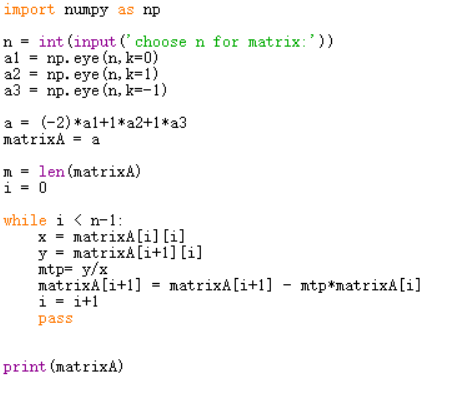 import numpy as np
n = int(input('choose n for matrix:'))
a1 = np.eye(n,k=0)
a2 = np.eye(n,k=1)
a3 = np.eye(n,k=-1)
a = (-2)*a1+1*a2+1*a3
matrixA = a
m = len(matrixA)
i = 0
while i < n-1:
    x = matrixA[i][i]
    y = matrixA[i+1][i]
    mtp= y/x
    matrixA[i+1] = matrixA[i+1] - mtp*matrixA[i]
    i = i+1
    pass
print(matrixA)